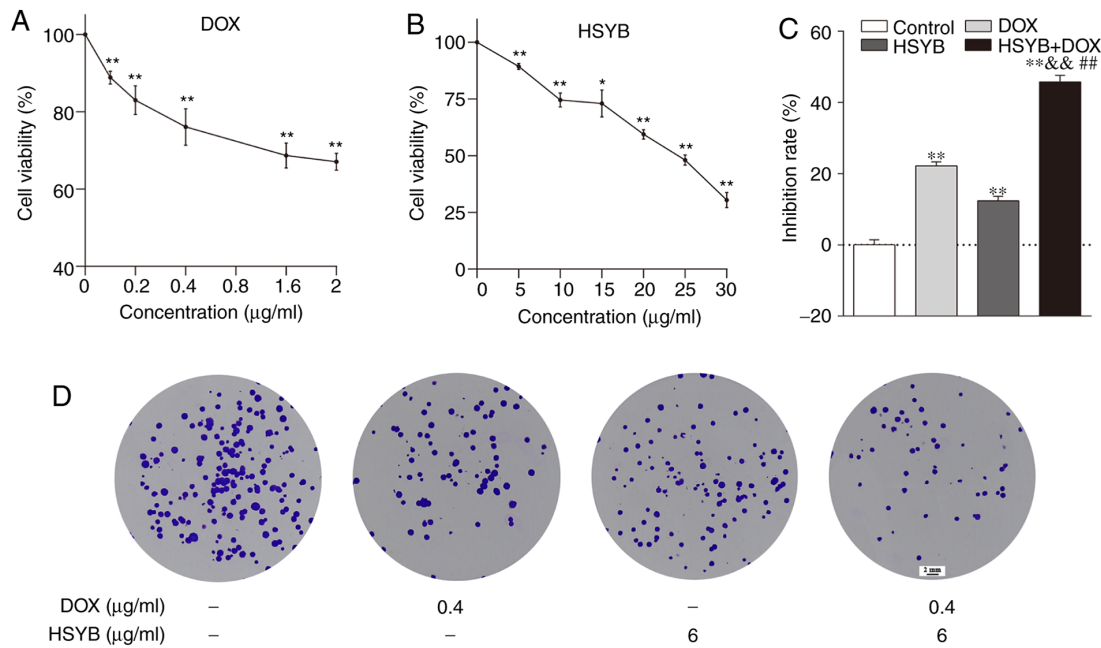 A
DOX
100
80
60
40
Cell viability (%)
** ** ** ** **
0 0.2 0.4 0.8 1.6 2
Concentration (μg/ml)
B
HSYB
100
75
50
25
0
Cell viability (%)
** ** * ** ** **
0 5 10 15 20 25 30
Concentration (μg/ml)
C
Control DOX
HSYB HSYB+DOX
60
40
20
0
−20
Inhibition rate (%)
** ** **&& ##
D
2 mm
DOX (μg/ml) – 0.4 – 0.4
HSYB (μg/ml) – – 6 6